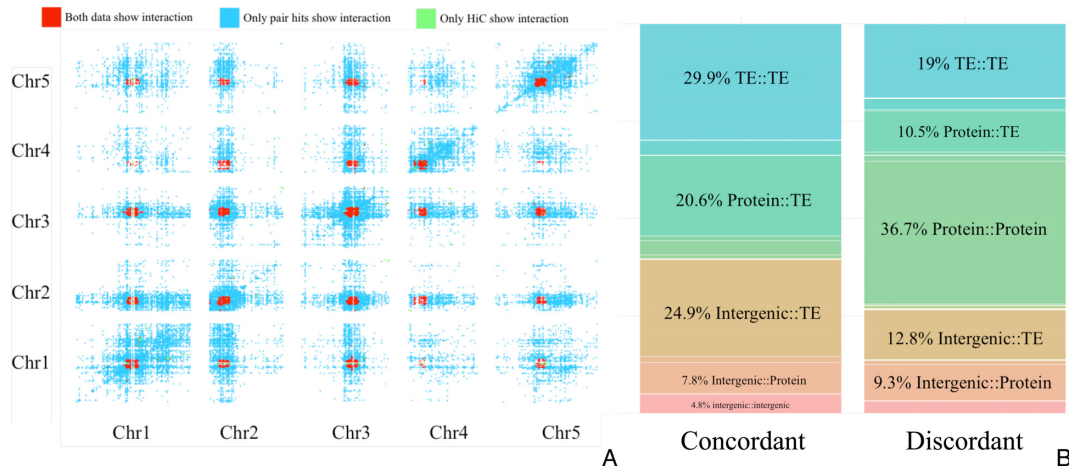 Both data show interaction
Only pair hits show interaction
Only HiC show interaction
Chr5
Chr4
Chr3
Chr2
Chr1
Chr1
Chr2
Chr3
Chr4
Chr5
A
29.9% TE::TE
20.6% Protein::TE
24.9% Intergenic::TE
7.8% Intergenic::Protein
4.8% intergenic::intergenic
Concordant
19% TE::TE
10.5% Protein::TE
36.7% Protein::Protein
12.8% Intergenic::TE
9.3% Intergenic::Protein
Discordant
B